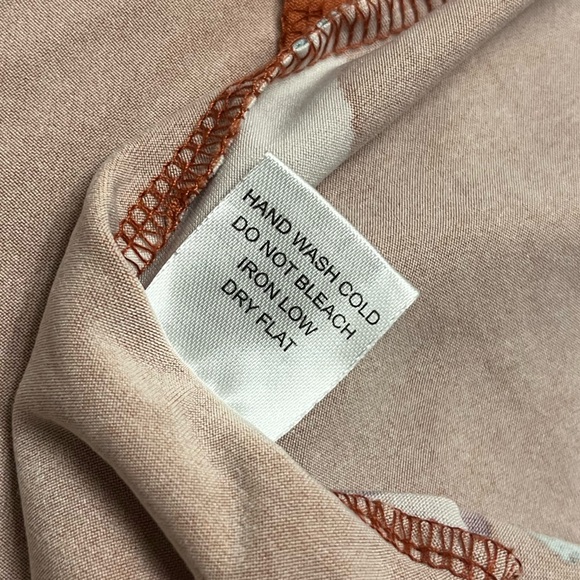 HAND WASH COLD
DO NOT BLEACH
IRON LOW
DRY FLAT